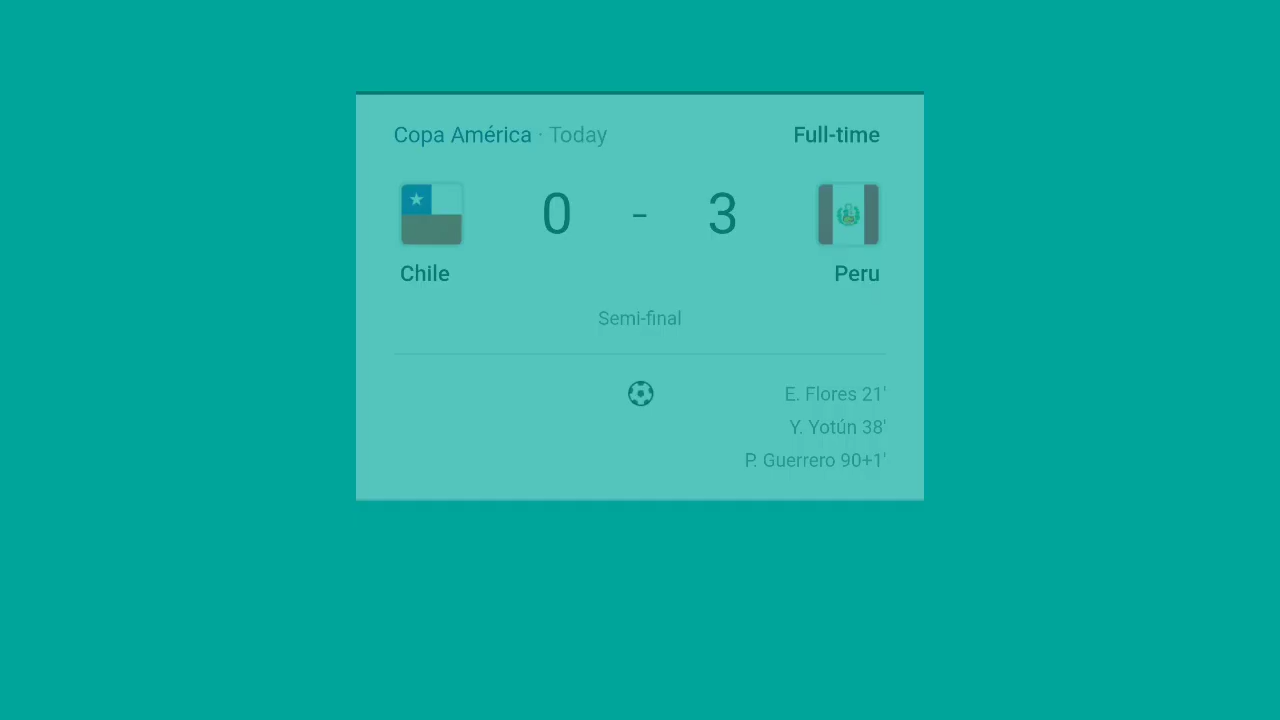 Copa América · Today Full-time
0 - 3
Chile Peru
Semi-final
E. Flores 21'
Y. Yotún 38'
P. Guerrero 90+1'